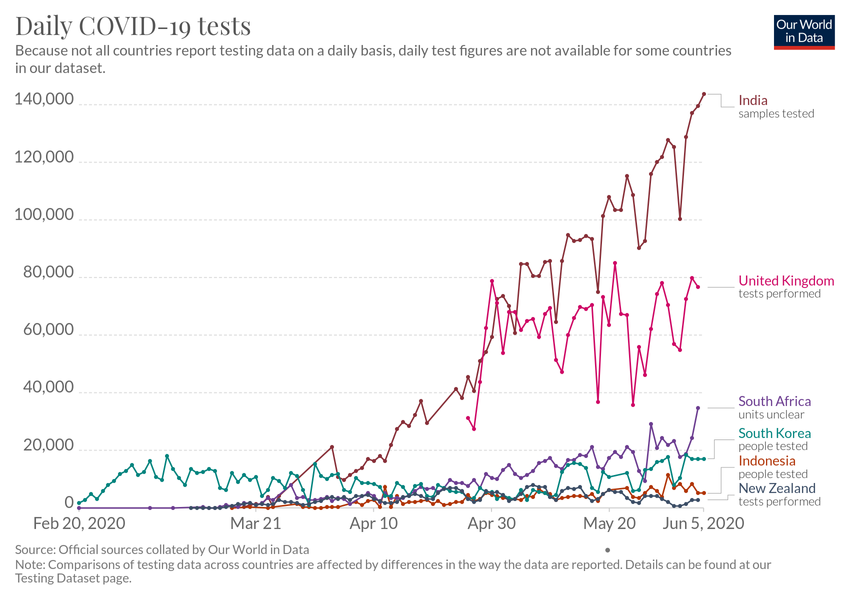 Daily COVID-19 tests
Our World
in Data
Because not all countries report testing data on a daily basis, daily test figures are not available for some countries
in our dataset.
140,000
120,000
100,000
80,000
60,000
40,000
20,000
0
India
samples tested
United Kingdom
tests performed
South Africa
units unclear
South Korea
people tested
Indonesia
people tested
New Zealand
tests performed
Feb 20, 2020
Mar 21
Apr 10
Apr 30
May 20
Jun 5, 2020
Source: Official sources collated by Our World in Data
Note: Comparisons of testing data across countries are affected by differences in the way the data are reported. Details can be found at our
Testing Dataset page.